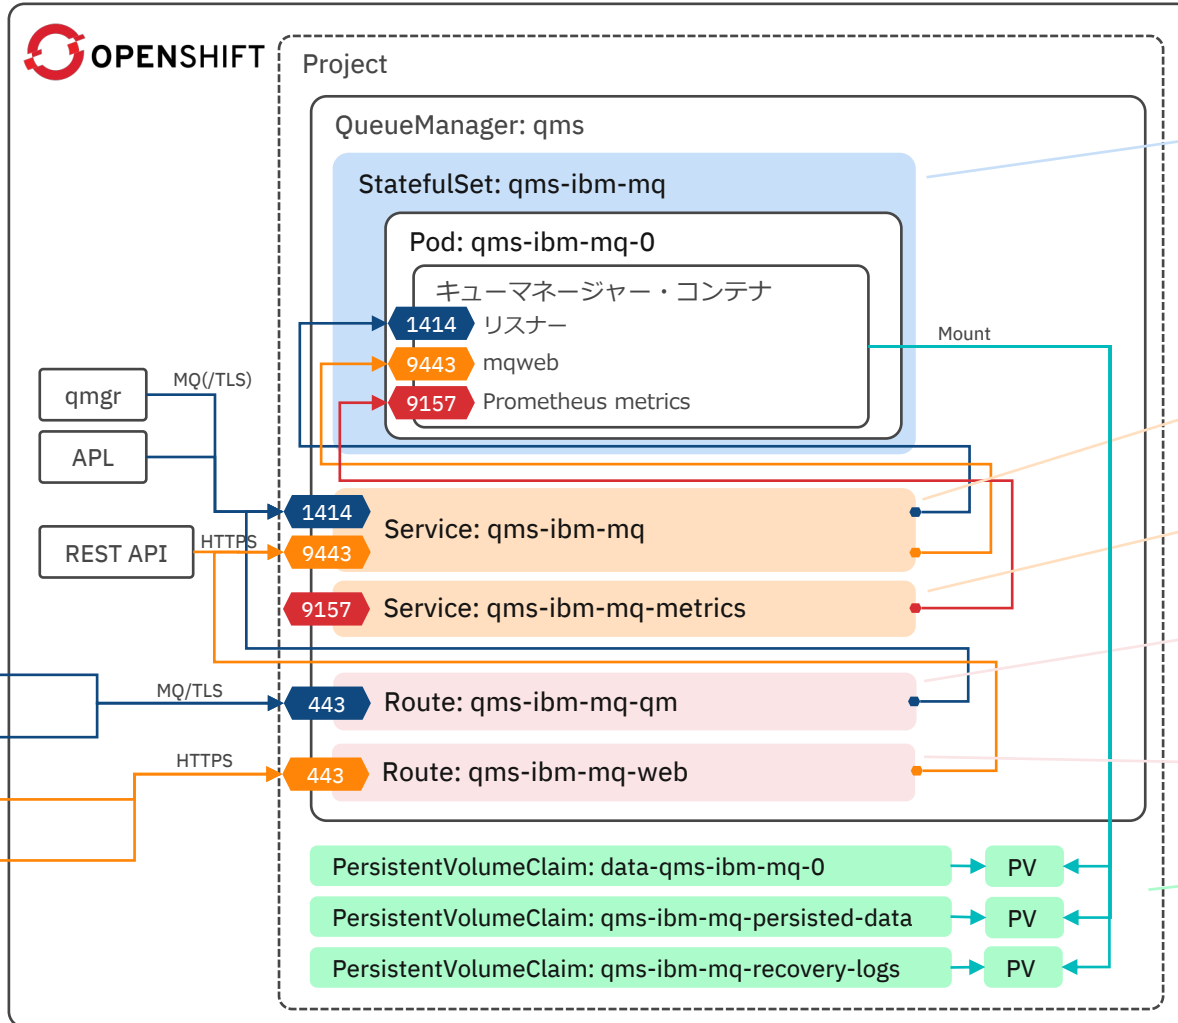 OPENSHIFT
Project
QueueManager: qms
StatefulSet: qms-ibm-mq
Pod: qms-ibm-mq-0
キューマネージャー・コンテナ
1414 リスナー
9443 mqweb
9157 Prometheus metrics
Mount
qmgr
MQ(/TLS)
APL
REST API
HTTPS
1414
9443
Service: qms-ibm-mq
9157 Service: qms-ibm-mq-metrics
MQ/TLS
443 Route: qms-ibm-mq-qm
HTTPS
443 Route: qms-ibm-mq-web
PersistentVolumeClaim: data-qms-ibm-mq-0 PV
PersistentVolumeClaim: qms-ibm-mq-persisted-data PV
PersistentVolumeClaim: qms-ibm-mq-recovery-logs PV